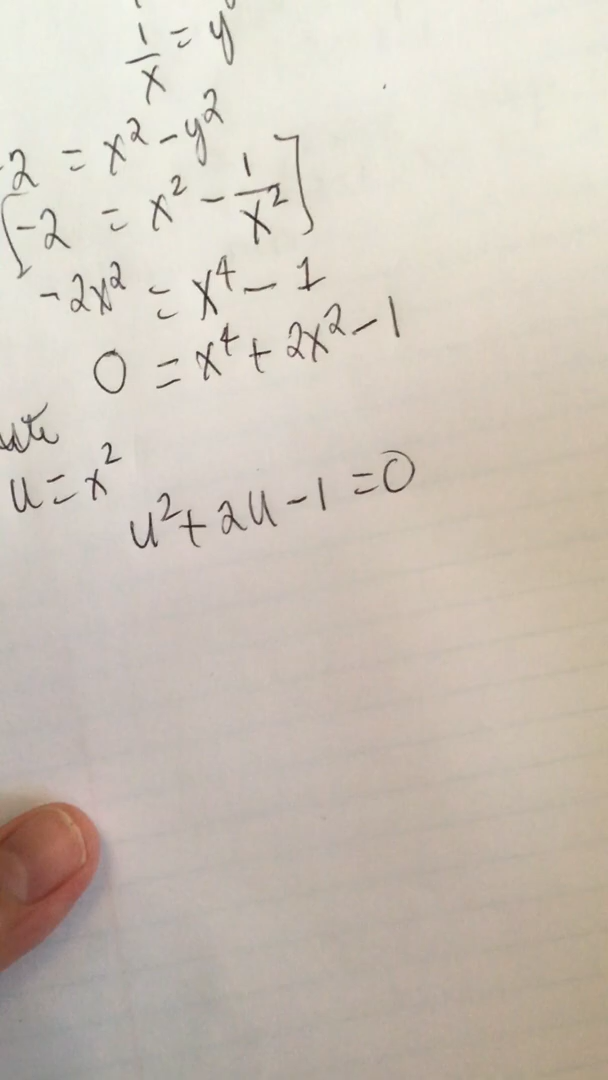 1/x = y
-2 = x² - y²
[-2 = x² - 1/x²]
-2x² = x⁴ - 1
0 = x⁴ + 2x² - 1
u = x²
u² + 2u - 1 = 0